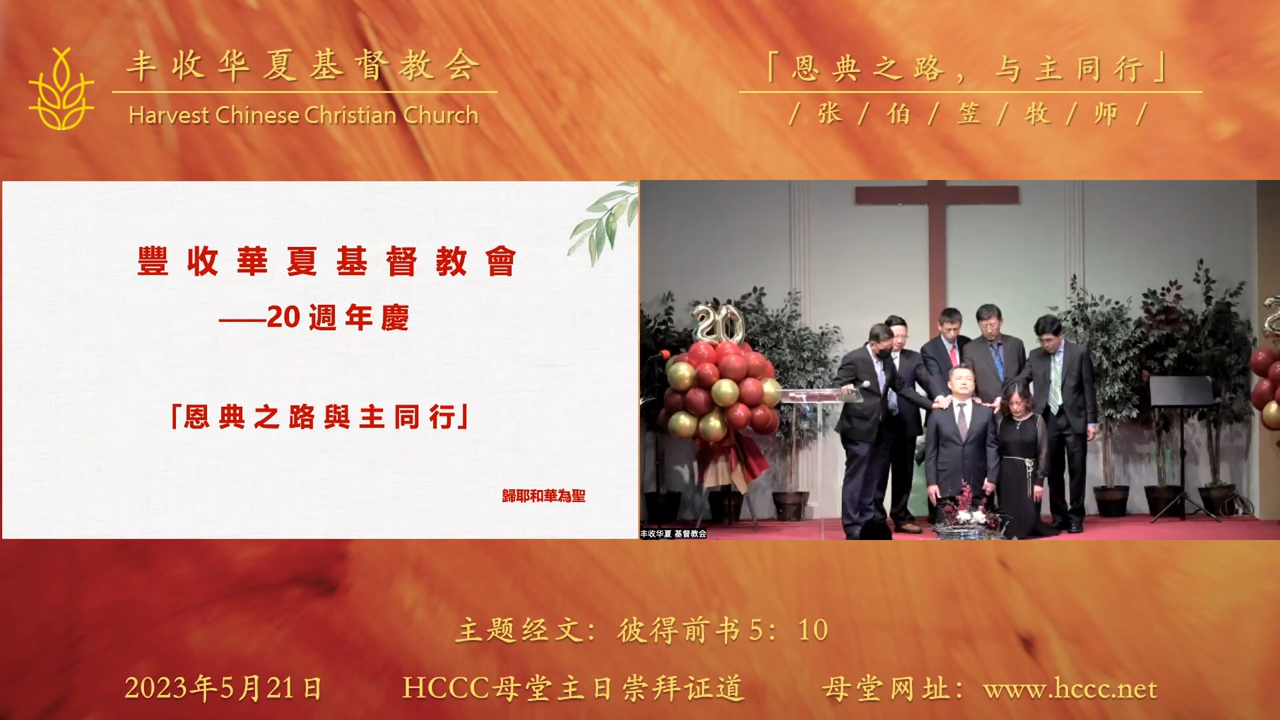 丰收华夏基督教会
Harvest Chinese Christian Church
「恩典之路，与主同行」
/ 张 / 伯 / 笠 / 牧 / 师 /
豐收華夏基督教會
——20週年慶
「恩典之路與主同行」
歸耶和華為聖
20
丰收华夏 基督教会
主题经文：彼得前书5：10
2023年5月21日 HCCC母堂主日崇拜证道 母堂网址：www.hccc.net